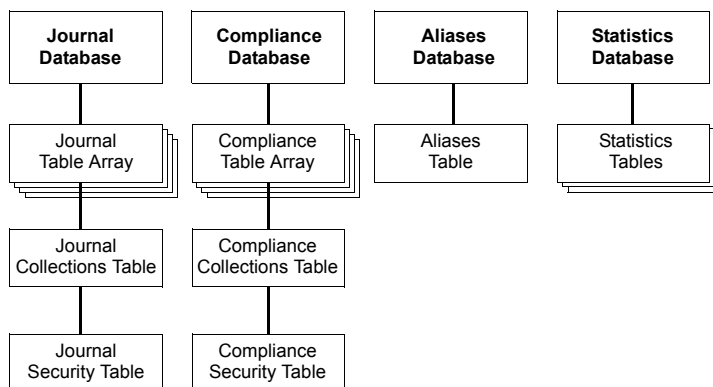 Journal
Database
Compliance
Database
Aliases
Database
Statistics
Database
Journal
Table Array
Compliance
Table Array
Aliases
Table
Statistics
Tables
Journal
Collections Table
Compliance
Collections Table
Journal
Security Table
Compliance
Security Table